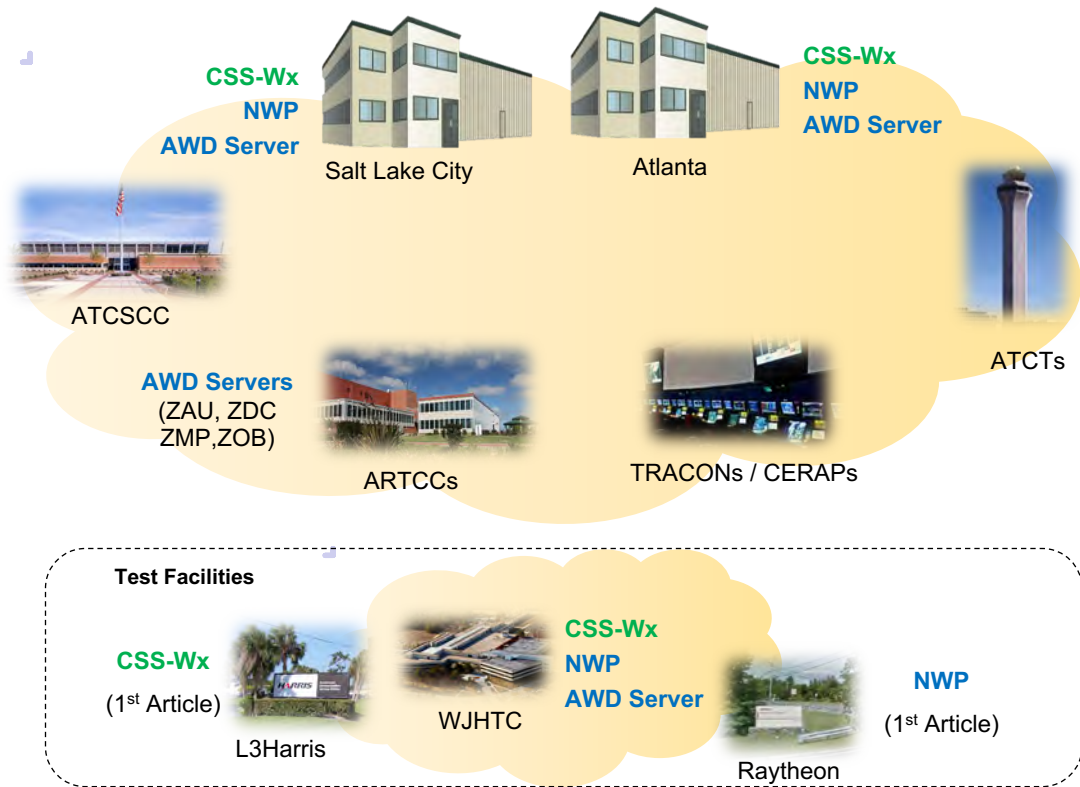 CSS-Wx
NWP
AWD Server
Salt Lake City
Atlanta
CSS-Wx
NWP
AWD Server
ATCSCC
ATCTs
AWD Servers
(ZAU, ZDC
ZMP,ZOB)
ARTCCs
TRACONs / CERAPs
Test Facilities
CSS-Wx
(1st Article)
HARRIS
L3Harris
WJHTC
CSS-Wx
NWP
AWD Server
Raytheon
NWP
(1st Article)